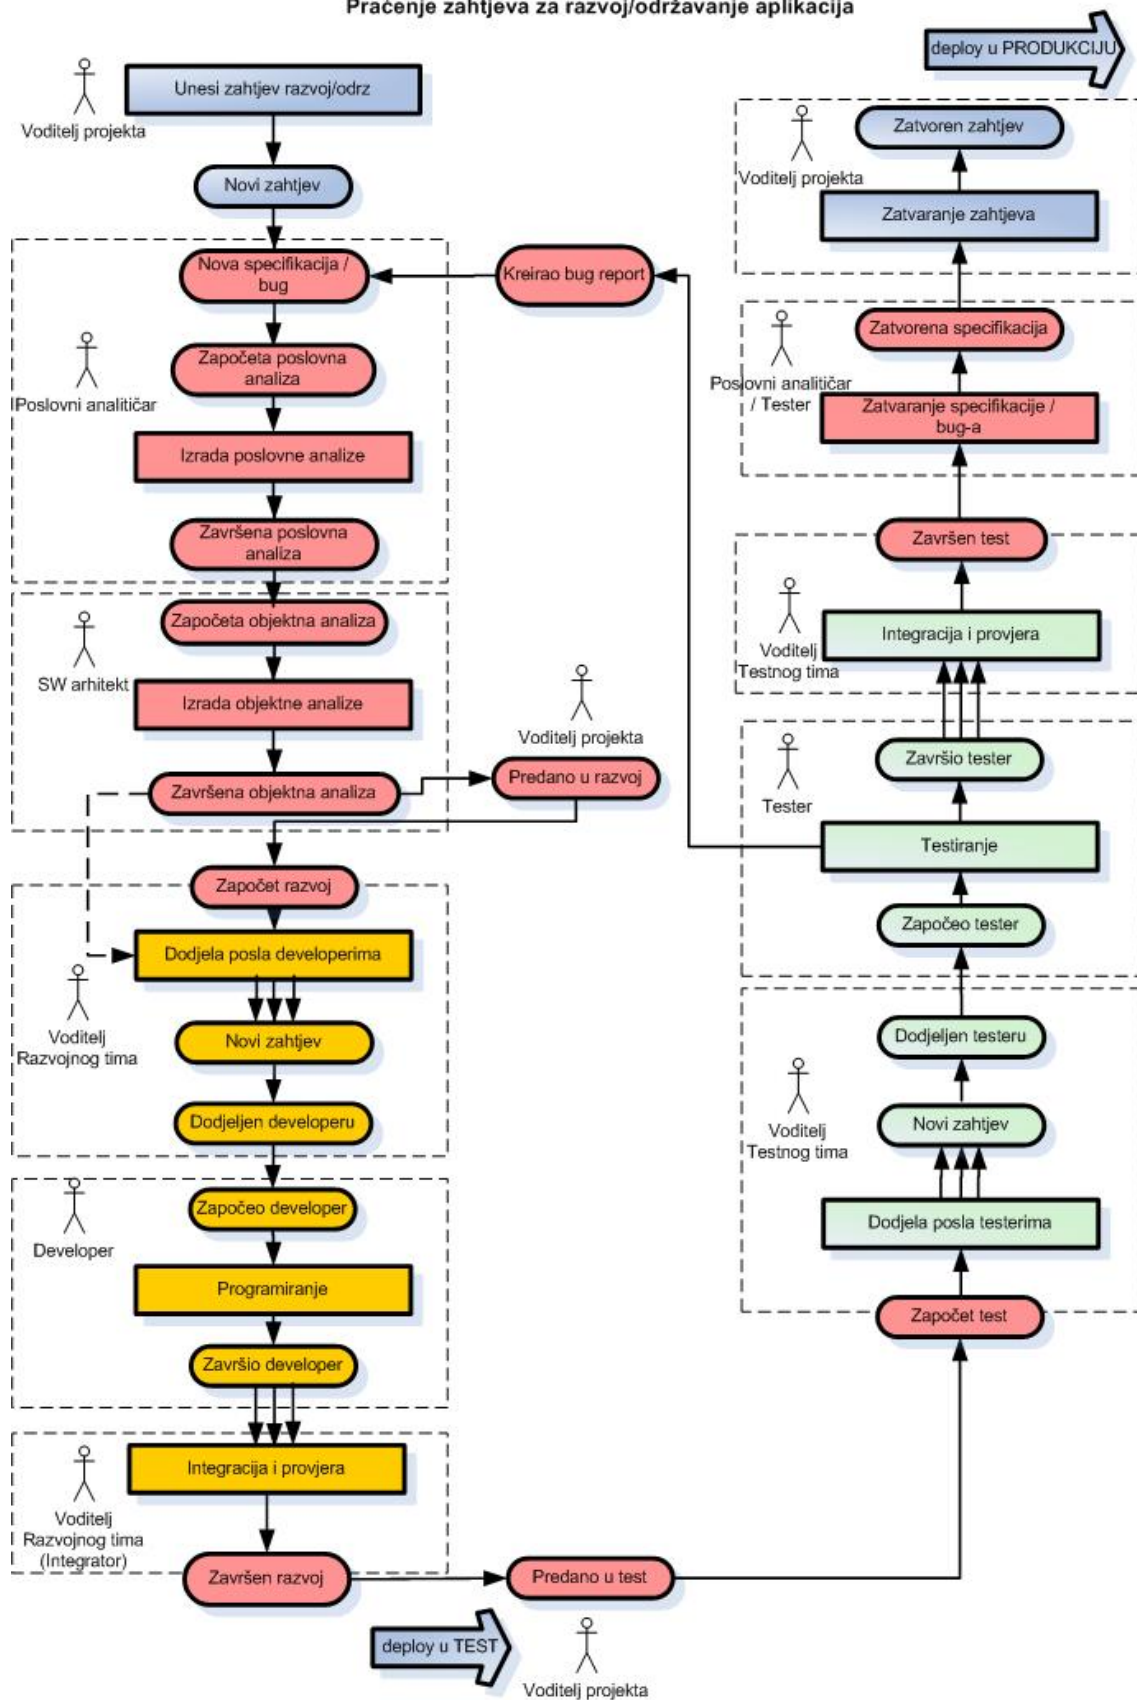 Praćenje zahtjeva za razvoj/održavanje aplikacija
deploy u PRODUKCIJU
Unesi zahtjev razvoj/odrz
Voditelj projekta
Novi zahtjev
Nova specifikacija /
bug
Kreirao bug report
Započeta poslovna
analiza
Poslovni analitičar
Izrada poslovne analize
Završena poslovna
analiza
Započeta objektna analiza
SW arhitekt
Izrada objektne analize
Voditelj projekta
Završena objektna analiza
Predano u razvoj
Započet razvoj
Dodjela posla developerima
Voditelj
Razvojnog tima
Novi zahtjev
Dodjeljen developeru
Započeo developer
Developer
Programiranje
Završio developer
Integracija i provjera
Voditelj
Razvojnog tima
(Integrator)
Završen razvoj
Predano u test
deploy u TEST
Voditelj projekta
Zatvoren zahtjev
Voditelj projekta
Zatvaranje zahtjeva
Zatvorena specifikacija
Poslovni analitičar
/ Tester
Zatvaranje specifikacije /
bug-a
Završen test
Integracija i provjera
Voditelj
Testnog tima
Završio tester
Tester
Testiranje
Započeo tester
Dodjeljen testeru
Voditelj
Testnog tima
Novi zahtjev
Dodjela posla testerima
Započet test